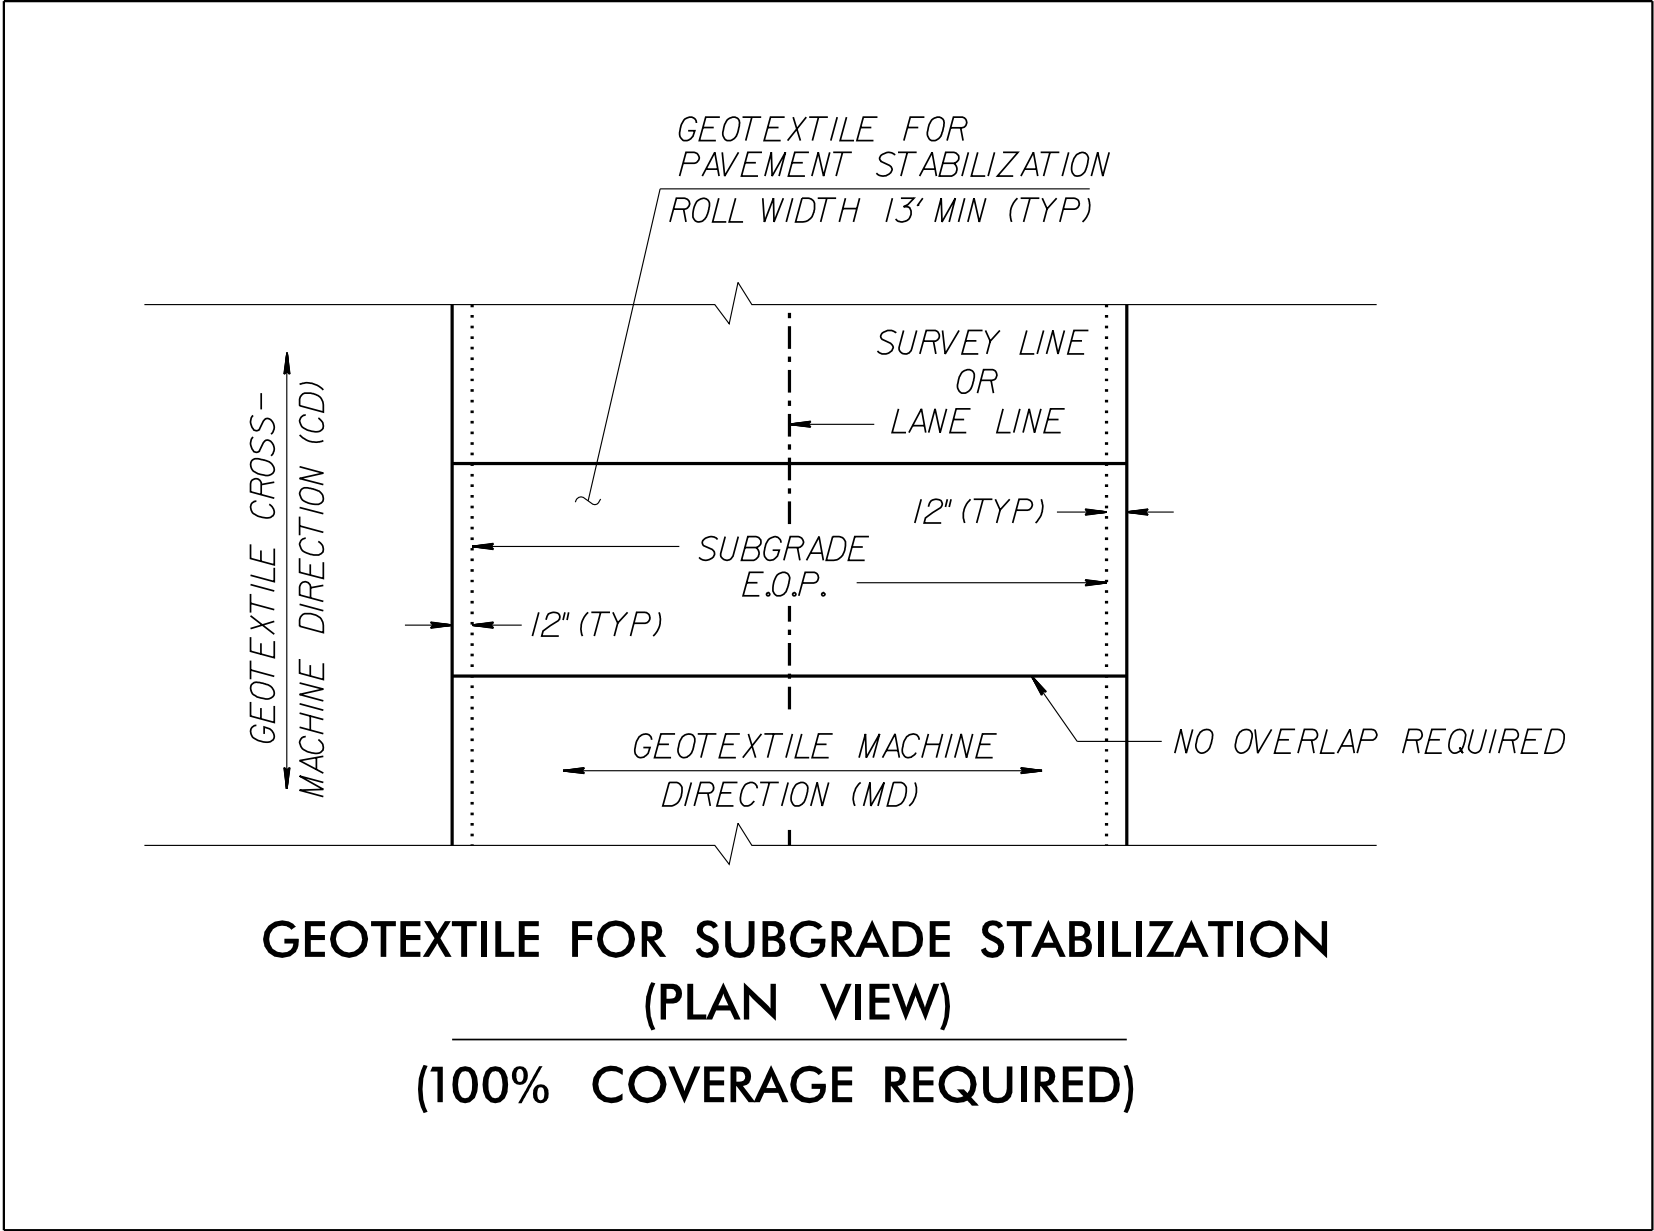 GEOTEXTILE FOR
PAVEMENT STABILIZATION
ROLL WIDTH 13' MIN (TYP)
SURVEY LINE
OR
LANE LINE
GEOTEXTILE CROSS-
MACHINE DIRECTION (CD)
12" (TYP)
SUBGRADE
E.O.P.
12" (TYP)
NO OVERLAP REQUIRED
GEOTEXTILE MACHINE
DIRECTION (MD)
GEOTEXTILE FOR SUBGRADE STABILIZATION
(PLAN VIEW)
(100% COVERAGE REQUIRED)